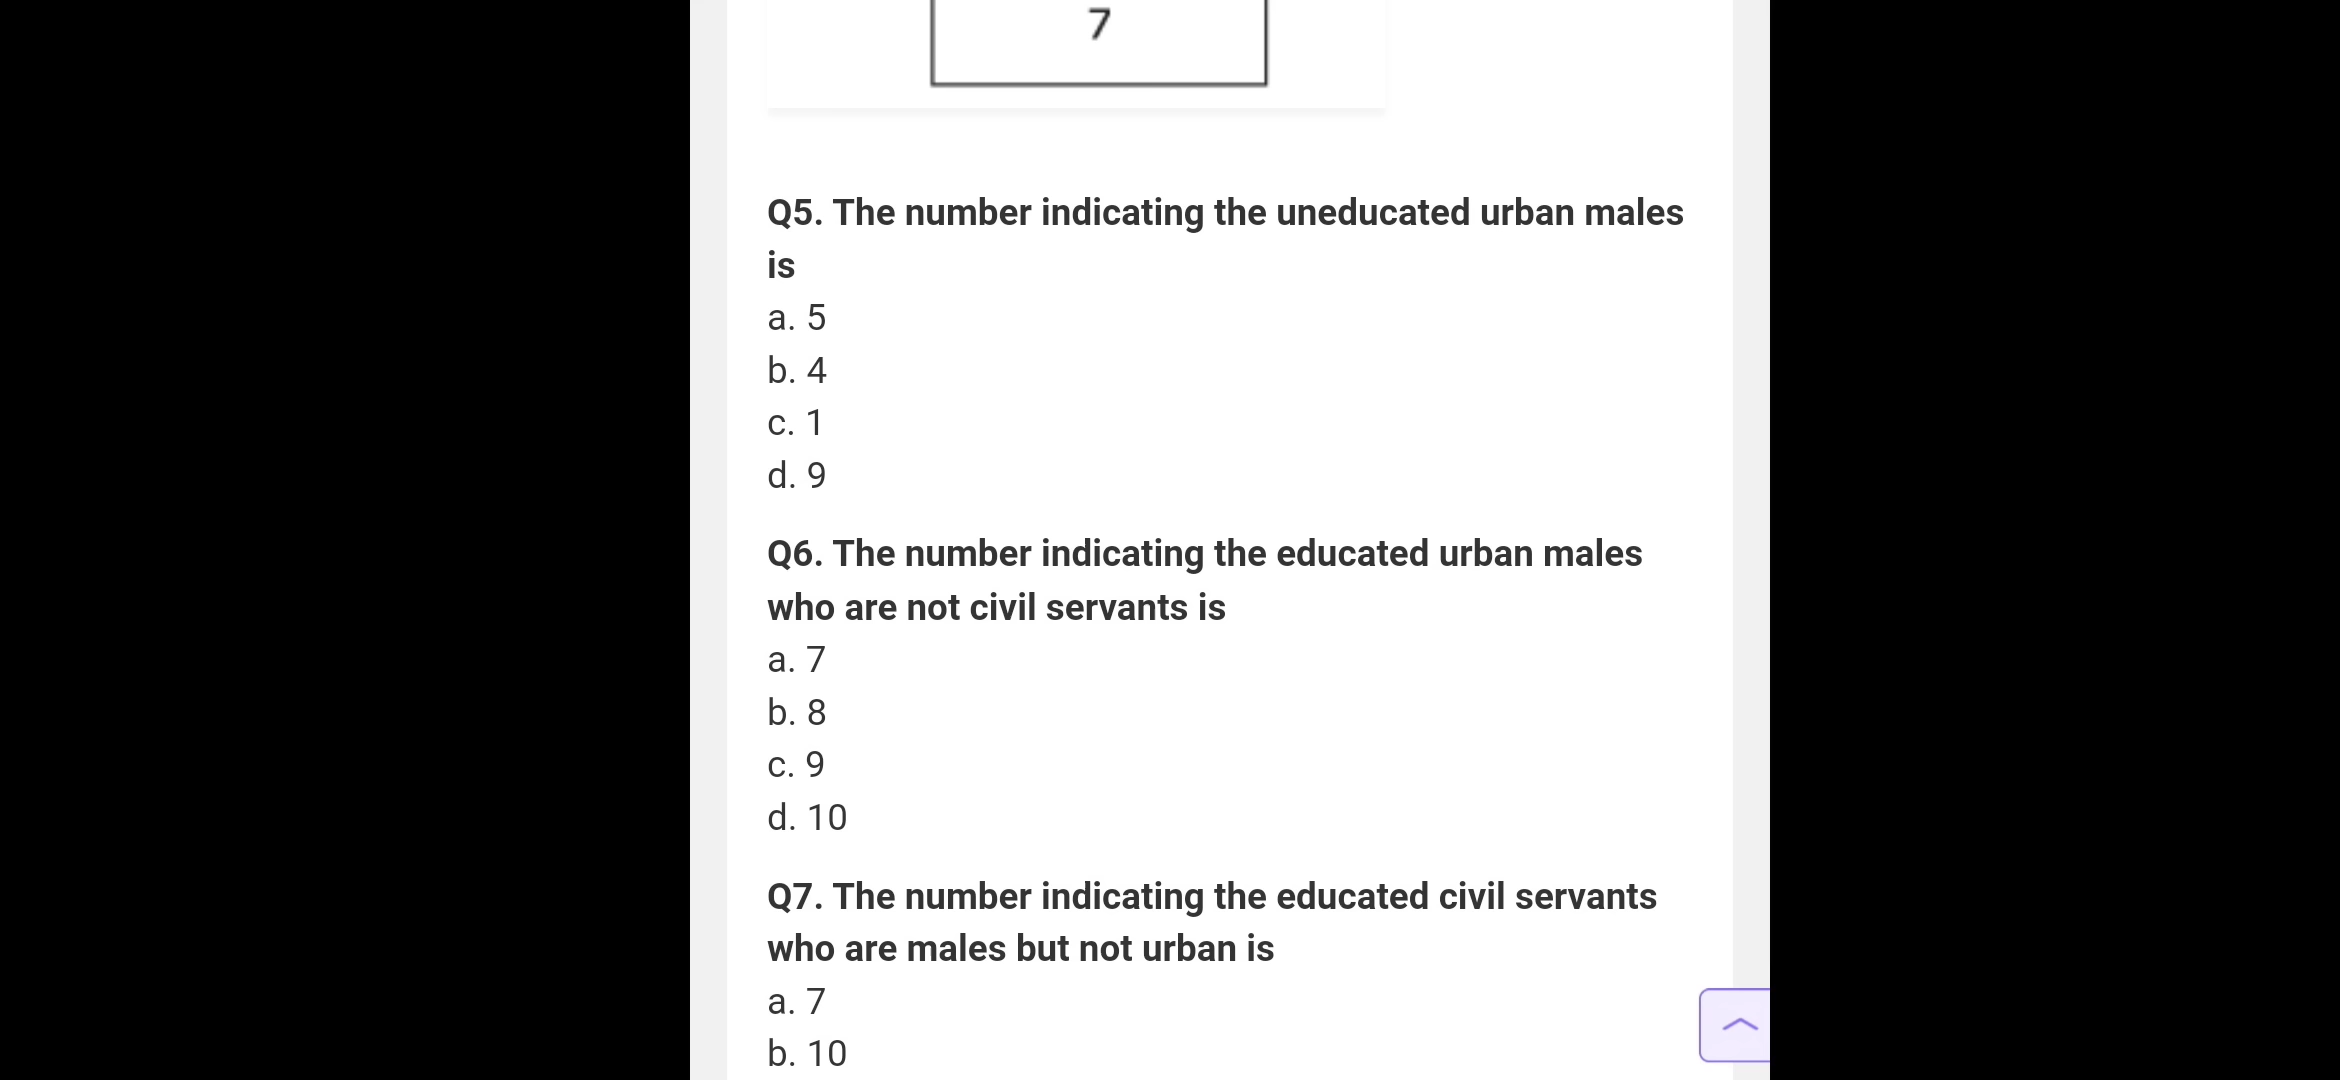 7
Q5. The number indicating the uneducated urban males
is
a. 5
b. 4
c. 1
d. 9
Q6. The number indicating the educated urban males
who are not civil servants is
a. 7
b. 8
c. 9
d. 10
Q7. The number indicating the educated civil servants
who are males but not urban is
a. 7
b. 10